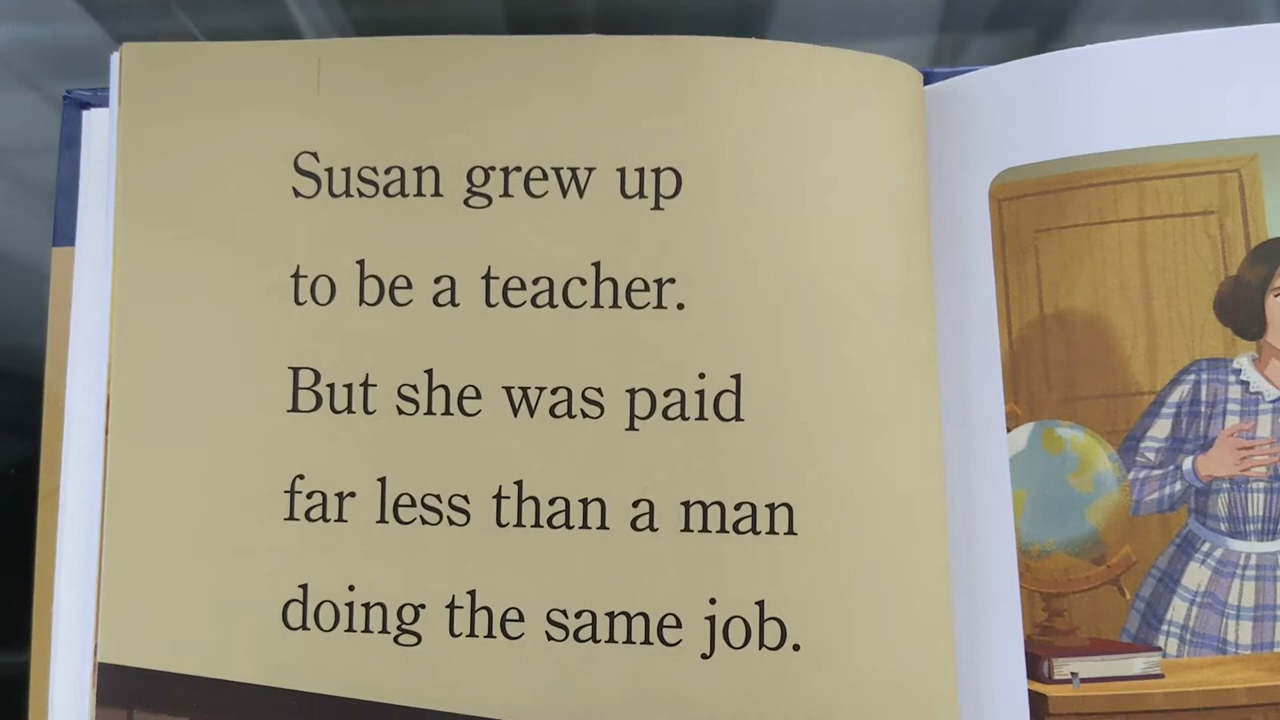 Susan grew up
to be a teacher.
But she was paid
far less than a man
doing the same job.